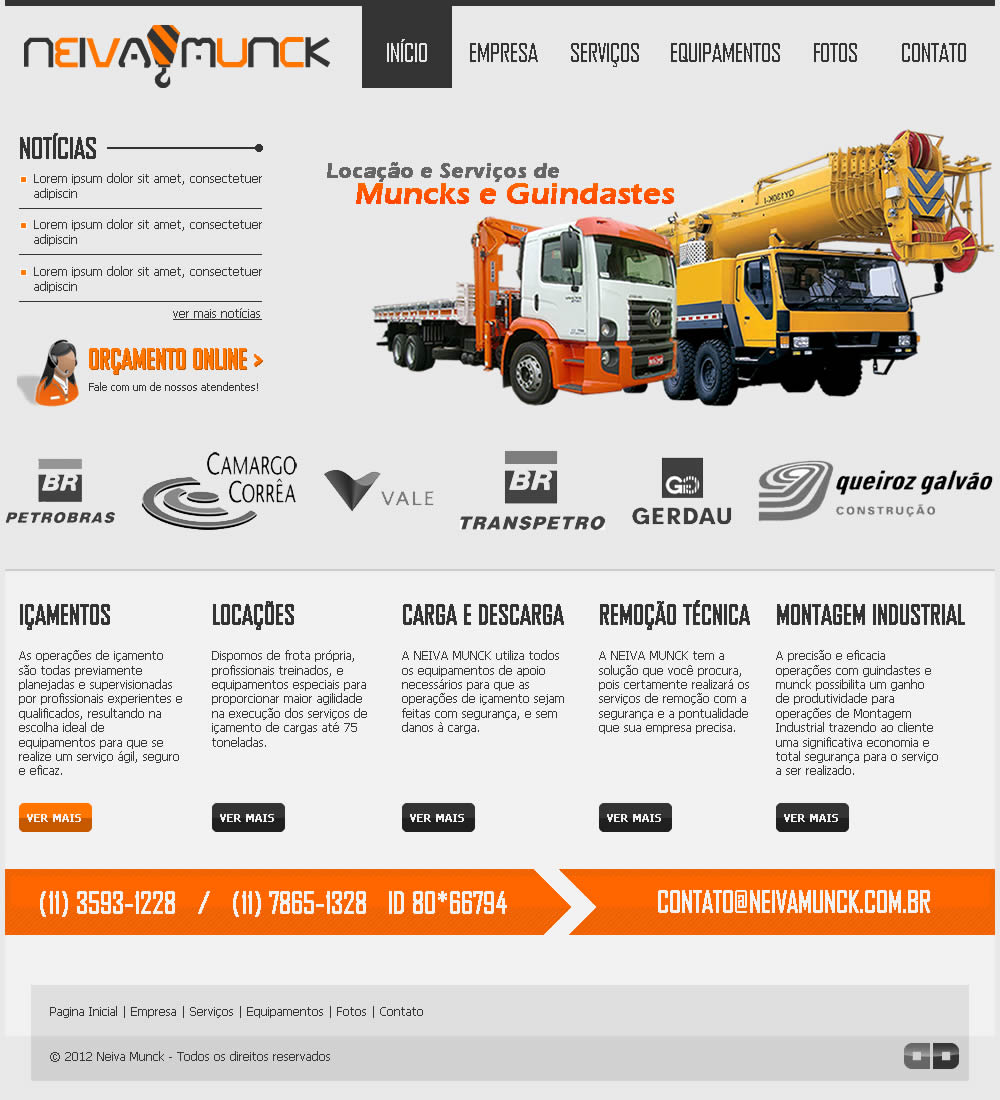 NEIVA MUNCK
INÍCIO
EMPRESA
SERVIÇOS
EQUIPAMENTOS
FOTOS
CONTATO
NOTÍCIAS
Lorem ipsum dolor sit amet, consectetuer
adipiscin
Lorem ipsum dolor sit amet, consectetuer
adipiscin
Lorem ipsum dolor sit amet, consectetuer
adipiscin
ver mais notícias
ORÇAMENTO ONLINE >
Fale com um de nossos atendentes!
Locação e Serviços de
Muncks e Guindastes
BR
PETROBRAS
CAMARGO
CORRÊA
VALE
BR
TRANSPETRO
GERDAU
queiroz galvão
CONSTRUÇÃO
IÇAMENTOS
As operações de içamento
são todas previamente
planejadas e supervisionadas
por profissionais experientes e
qualificados, resultando na
escolha ideal de
equipamentos para que se
realize um serviço ágil, seguro
e eficaz.
VER MAIS
LOCAÇÕES
Dispomos de frota própria,
profissionais treinados, e
equipamentos especiais para
proporcionar maior agilidade
na execução dos serviços de
içamento de cargas até 75
toneladas.
VER MAIS
CARGA E DESCARGA
A NEIVA MUNCK utiliza todos
os equipamentos de apoio
necessários para que as
operações de içamento sejam
feitas com segurança, e sem
danos à carga.
VER MAIS
REMOÇÃO TÉCNICA
A NEIVA MUNCK tem a
solução que você procura,
pois certamente realizará os
serviços de remoção com a
segurança e a pontualidade
que sua empresa precisa.
VER MAIS
MONTAGEM INDUSTRIAL
A precisão e eficacia
operações com guindastes e
munck possibilita um ganho
de produtividade para
operações de Montagem
Industrial trazendo ao cliente
uma significativa economia e
total segurança para o serviço
a ser realizado.
VER MAIS
(11) 3593-1228 / (11) 7865-1328 ID 80*66794
CONTATO@NEIVAMUNCK.COM.BR
Pagina Inicial | Empresa | Serviços | Equipamentos | Fotos | Contato
© 2012 Neiva Munck - Todos os direitos reservados